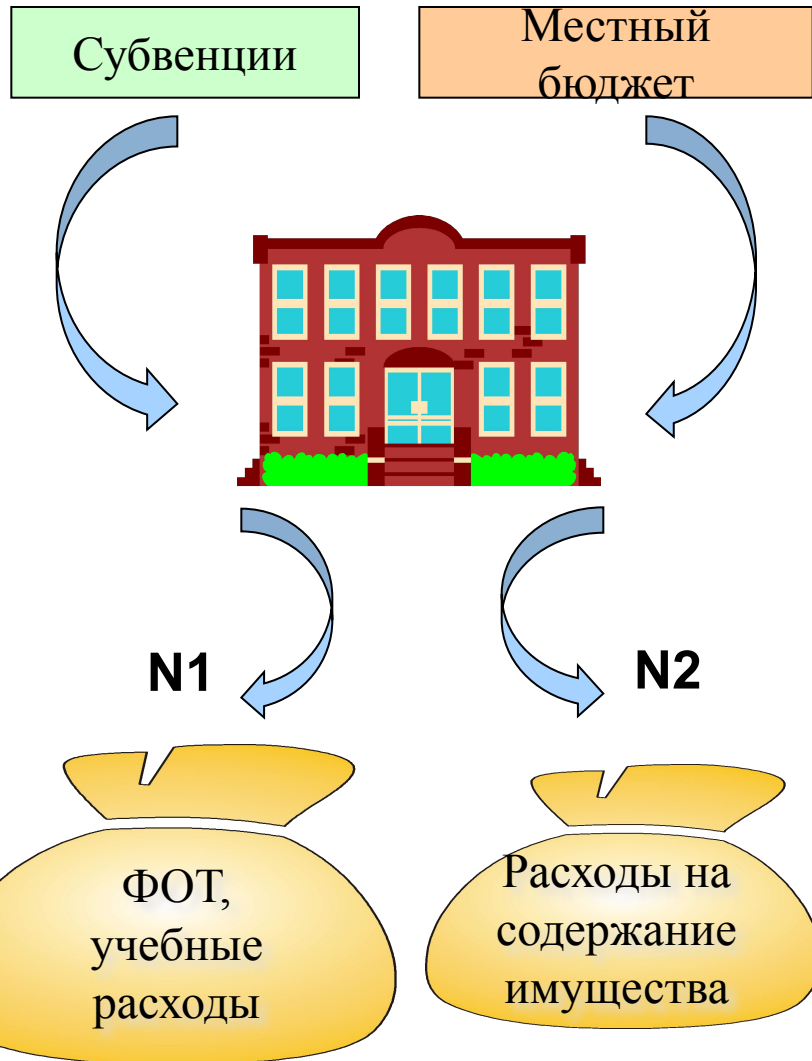 Субвенции
Местный
бюджет
N1
N2
ФОТ,
учебные
расходы
Расходы на
содержание
имущества